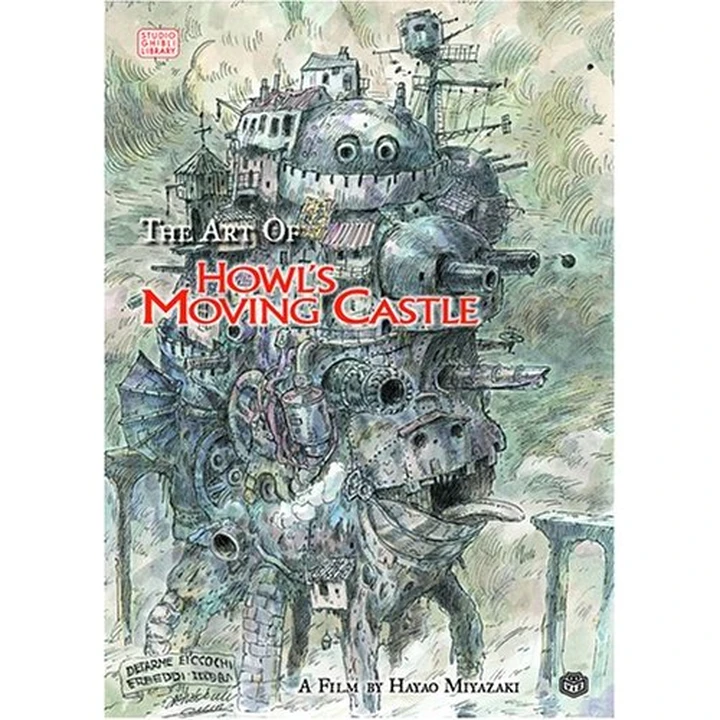 STUDIO
GHIBLI
LIBRARY
THE ART OF
HOWL'S
MOVING CASTLE
A FILM BY HAYAO MIYAZAKI